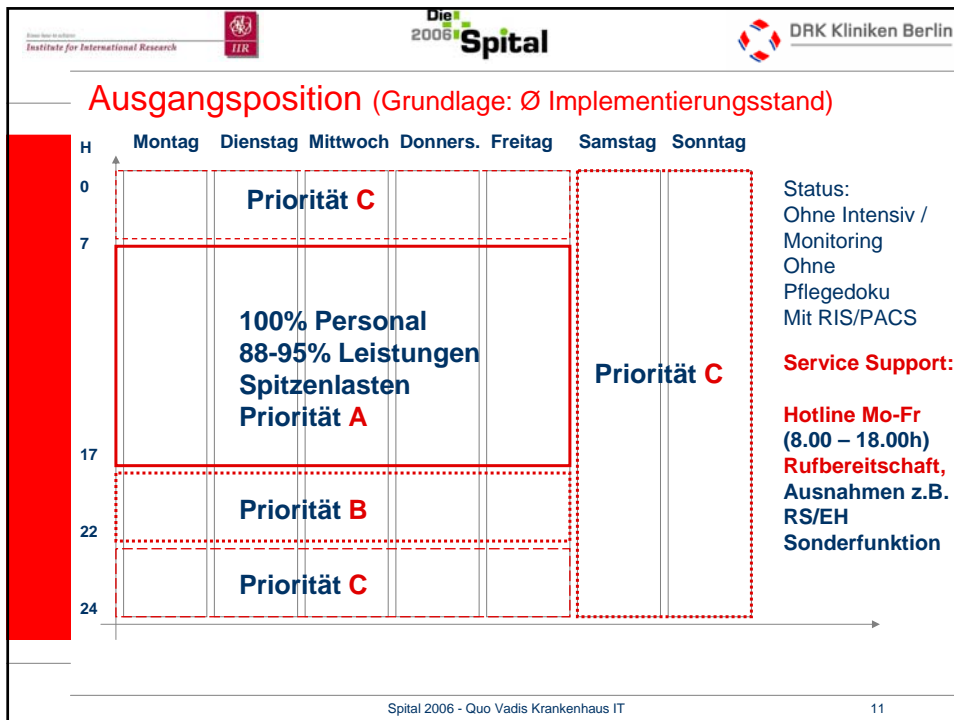 Institute for International Research
IIR
Die
2006 Spital
DRK Kliniken Berlin
Ausgangsposition (Grundlage: Ø Implementierungsstand)
H Montag Dienstag Mittwoch Donners. Freitag Samstag Sonntag
0
Priorität C
7
100% Personal
88-95% Leistungen
Spitzenlasten
Priorität A
17
Priorität B
22
Priorität C
24
Priorität C
Status:
Ohne Intensiv /
Monitoring
Ohne
Pflegedoku
Mit RIS/PACS
Service Support:
Hotline Mo-Fr
(8.00 – 18.00h)
Rufbereitschaft,
Ausnahmen z.B.
RS/EH
Sonderfunktion
Spital 2006 - Quo Vadis Krankenhaus IT
11